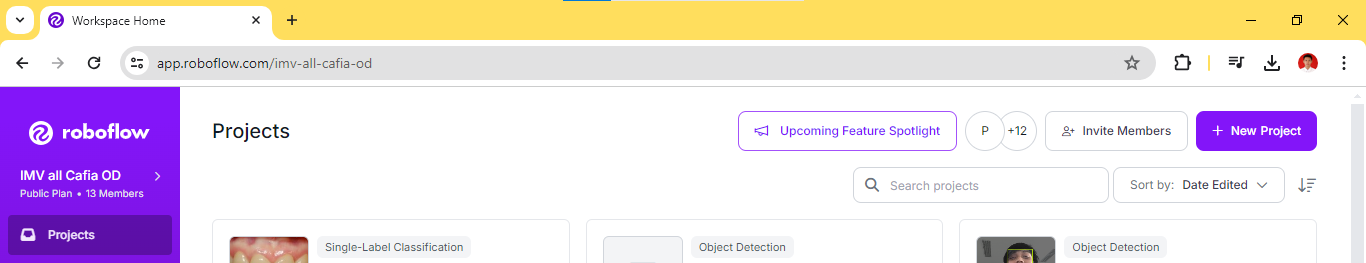 Workspace Home
app.roboflow.com/imv-all-cafia-od
roboflow
IMV all Cafia OD
Public Plan • 13 Members
Projects
Projects
Upcoming Feature Spotlight
P
+12
Invite Members
New Project
Search projects
Sort by: Date Edited
Single-Label Classification
Object Detection
Object Detection